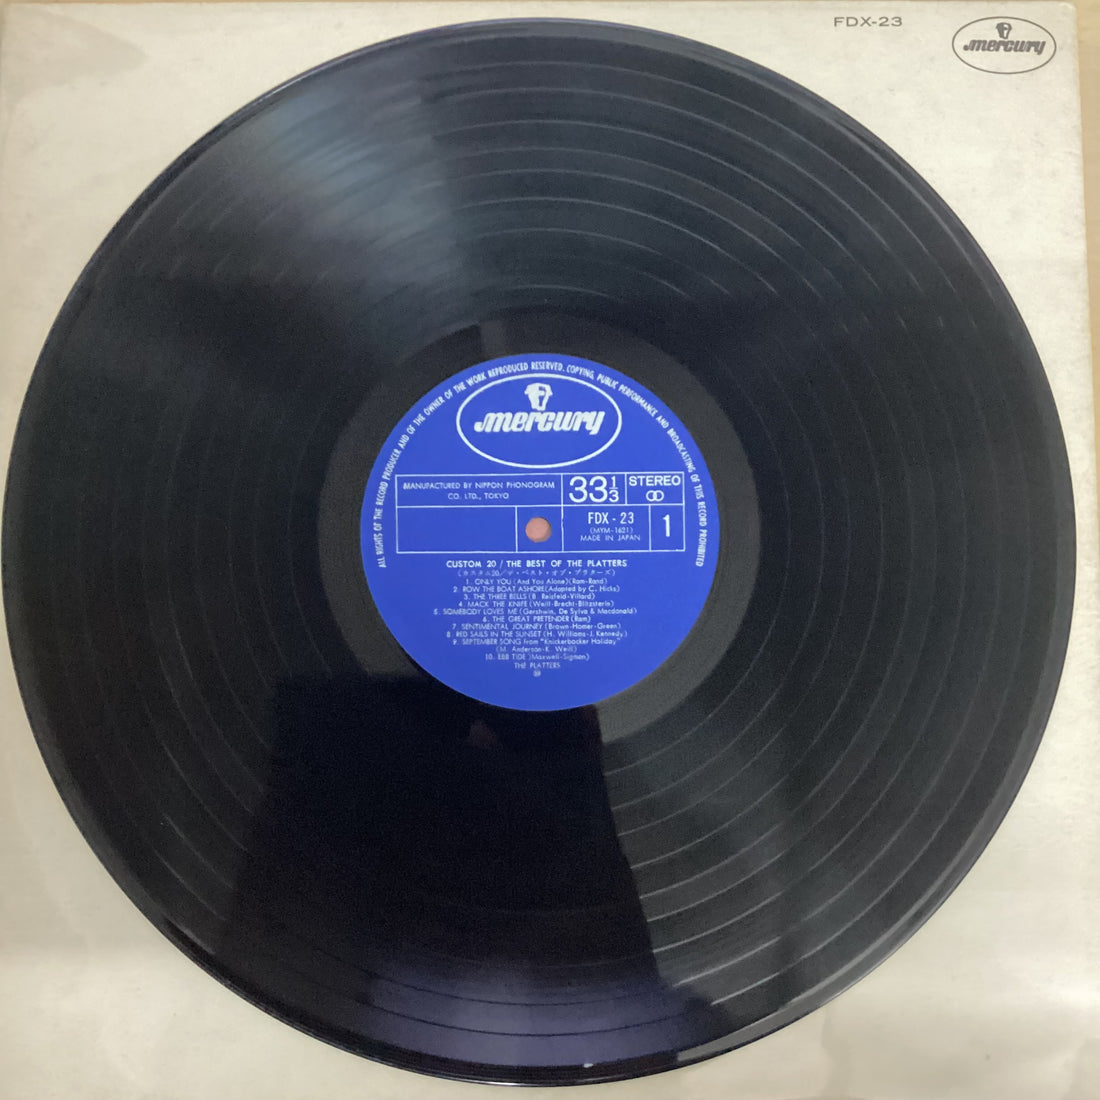 FDX-23
mercury
ALL RIGHTS OF THE RECORD PRODUCER AND OF THE OWNER OF THE WORK REPRODUCED RESERVED. COPYING, PUBLIC PERFORMANCE AND BROADCASTING OF THIS RECORD PROHIBITED
mercury
MANUFACTURED BY NIPPON PHONOGRAM
CO. LTD., TOKYO
33 1/3
STEREO
FDX - 23
(MYM-1621)
MADE IN JAPAN
1
CUSTOM 20 / THE BEST OF THE PLATTERS
(カスタム20/ザ・ベスト・オブ・プラターズ)
1. ONLY YOU (And You Alone)(Ram-Rand)
2. ROW THE BOAT ASHORE(Adapted by C. Hicks)
3. THE THREE BELLS (B. Reisfeld-Villard)
4. MACK THE KNIFE (Weill-Brecht-Blitzsterin)
5. SOMEBODY LOVES ME (Gershwin, De Sylva & Macdonald)
6. THE GREAT PRETENDER (Ram)
7. SENTIMENTAL JOURNEY (Brown-Homer-Green)
8. RED SAILS IN THE SUNSET (H. Williams-J. Kennedy)
9. SEPTEMBER SONG from "Knickerbocker Holiday"
(M. Anderson-K. Weill)
10. EBB TIDE (Maxwell-Sigman)
THE PLATTERS